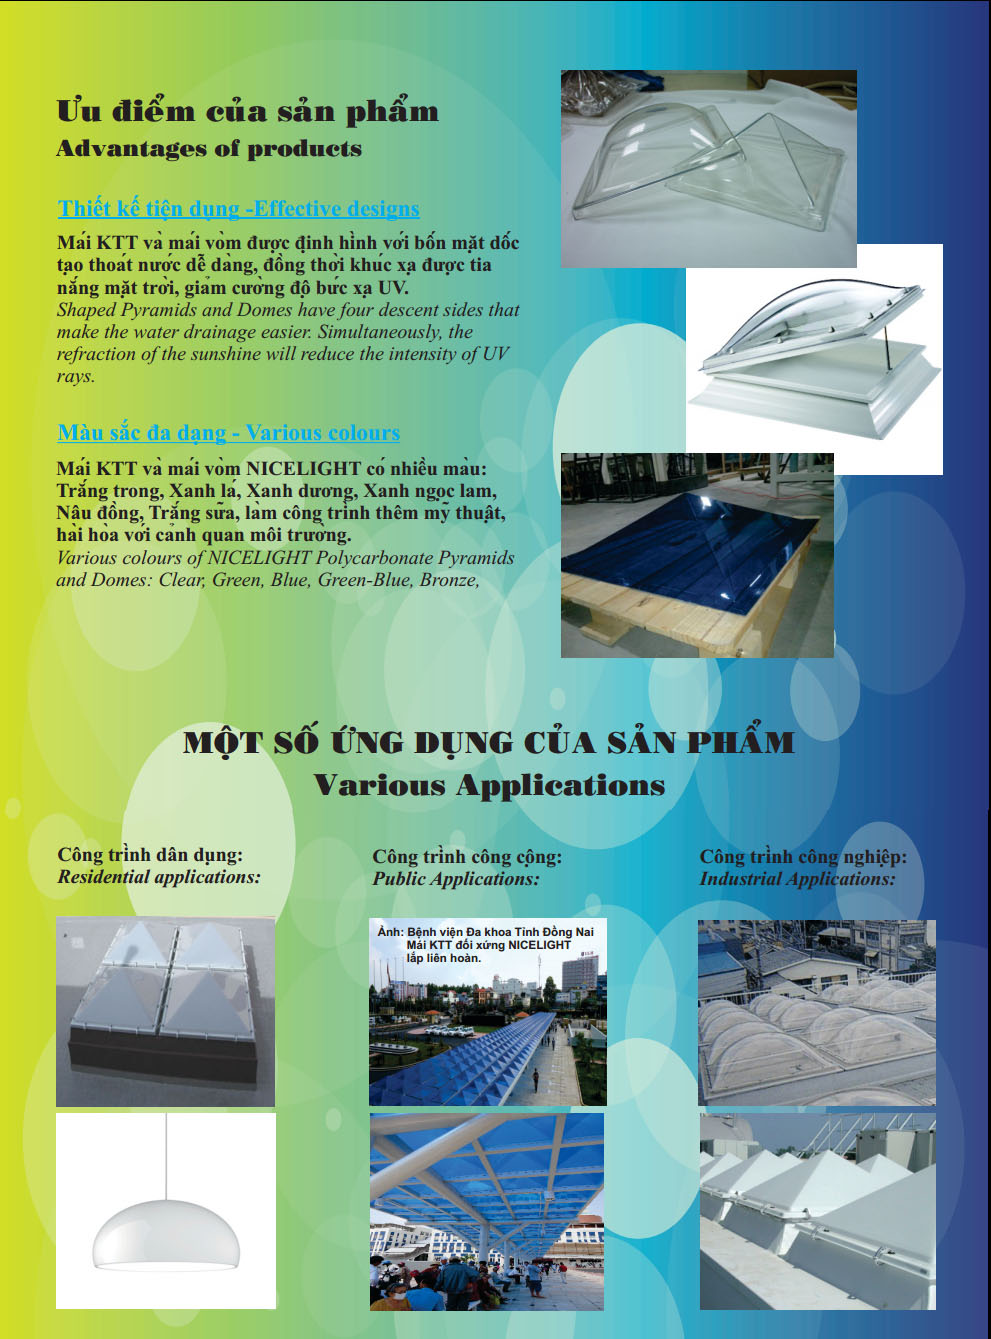 Ưu điểm của sản phẩm
Advantages of products
Thiết kế tiện dụng -Effective designs
Mái KTT và mái vòm được định hình với bốn mặt dốc
tạo thoát nước dễ dàng, đồng thời khúc xạ được tia
nắng mặt trời, giảm cường độ bức xạ UV.
Shaped Pyramids and Domes have four descent sides that
make the water drainage easier. Simultaneously, the
refraction of the sunshine will reduce the intensity of UV
rays.
Màu sắc đa dạng - Various colours
Mái KTT và mái vòm NICELIGHT có nhiều màu:
Trắng trong, Xanh lá, Xanh dương, Xanh ngọc lam,
Nâu đồng, Trắng sữa, làm công trình thêm mỹ thuật,
hài hòa với cảnh quan môi trường.
Various colours of NICELIGHT Polycarbonate Pyramids
and Domes: Clear, Green, Blue, Green-Blue, Bronze,
MỘT SỐ ỨNG DỤNG CỦA SẢN PHẨM
Various Applications
Công trình dân dụng:
Residential applications:
Công trình công cộng:
Public Applications:
Ảnh: Bệnh viện Đa khoa Tỉnh Đồng Nai
Mái KTT đối xứng NICELIGHT
lắp liên hoàn.
Công trình công nghiệp:
Industrial Applications: